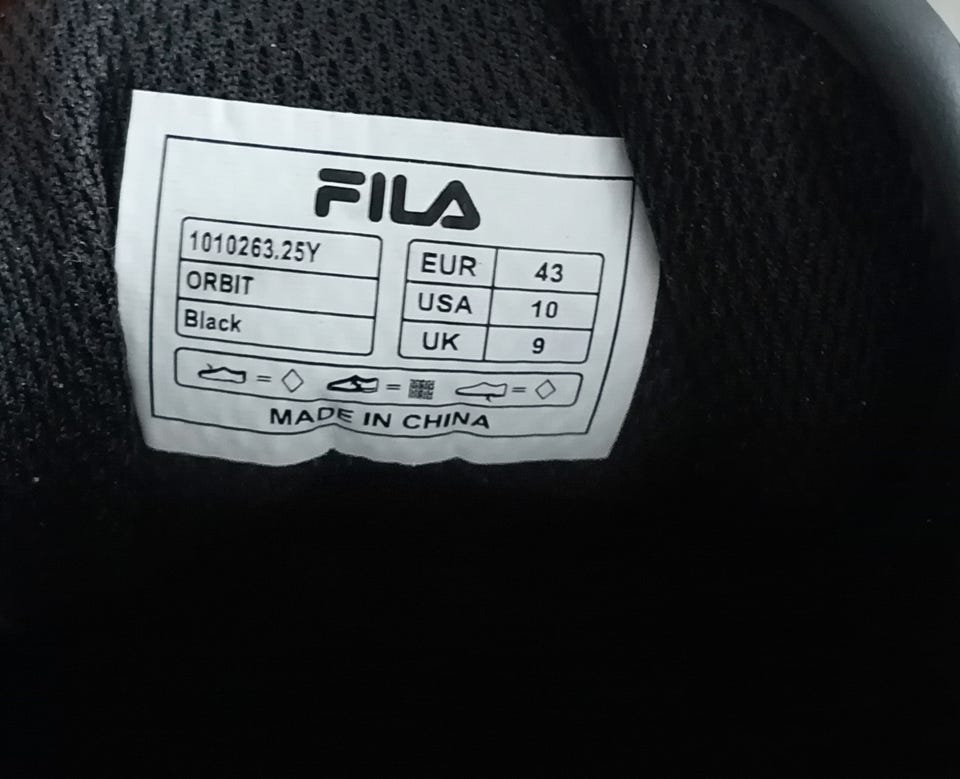 FILA
1010263.25Y
ORBIT
Black
EUR 43
USA 10
UK 9
= = =
MADE IN CHINA